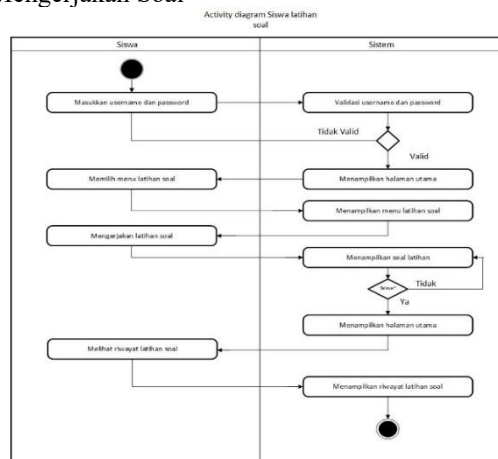 Mengerjakan Soal
Activity diagram Siswa latihan
soal
Siswa
Sistem
Masukkan username dan password
Validasi username dan password
Tidak Valid
Valid
Memilih menu latihan soal
Menampilkan halaman utama
Menampilkan menu latihan soal
Mengerjakan latihan soal
Menampilkan soal latihan
Tidak
Ya
Menampilkan halaman utama
Melihat riwayat latihan soal
Menampilkan riwayat latihan soal